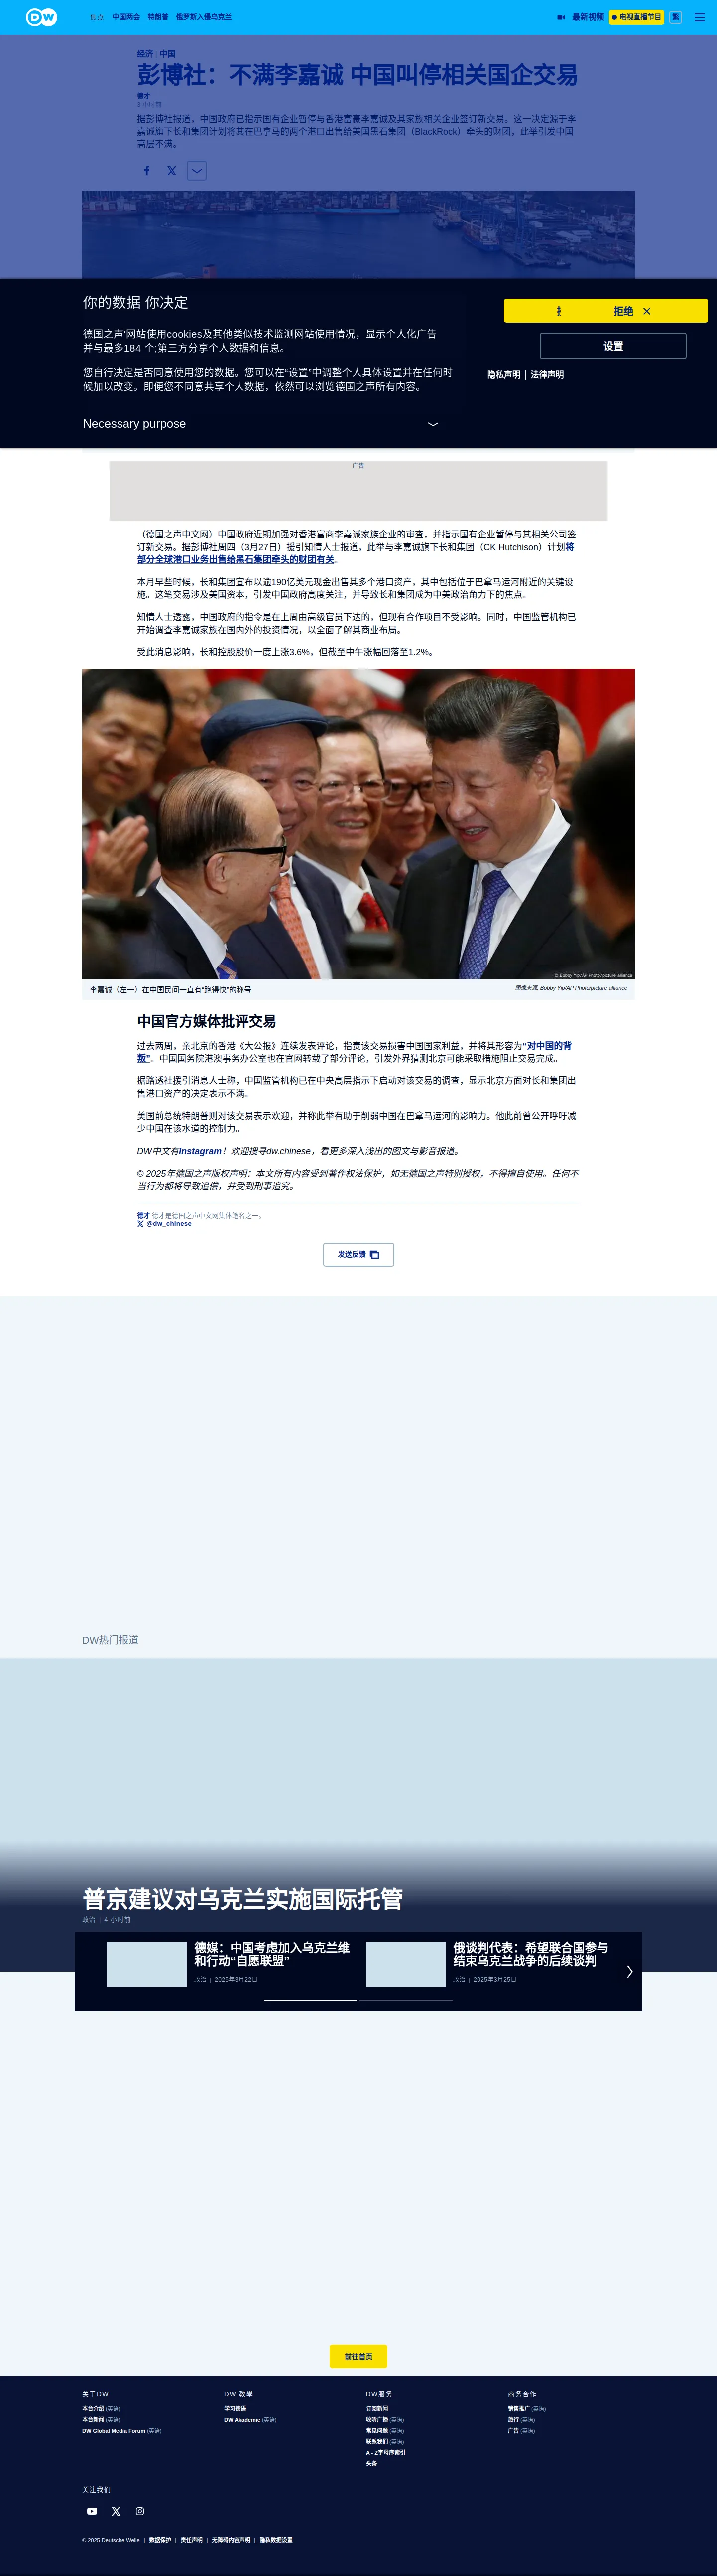 DW
焦点 中国两会 特朗普 俄罗斯入侵乌克兰
最新视频 电视直播节目 繁
经济 | 中国
彭博社：不满李嘉诚 中国叫停相关国企交易
德才
3 小时前
据彭博社报道，中国政府已指示国有企业暂停与香港富豪李嘉诚及其家族相关企业签订新交易。这一决定源于李
嘉诚旗下长和集团计划将其在巴拿马的两个港口出售给美国黑石集团（BlackRock）牵头的财团，此举引发中国
高层不满。
你的数据 你决定
德国之声'网站使用cookies及其他类似技术监测网站使用情况，显示个人化广告
并与最多184 个;第三方分享个人数据和信息。
您自行决定是否同意使用您的数据。您可以在“设置”中调整个人具体设置并在任何时
候加以改变。即便您不同意共享个人数据，依然可以浏览德国之声所有内容。
Necessary purpose
拒绝
设置
隐私声明 | 法律声明
广告
（德国之声中文网）中国政府近期加强对香港富商李嘉诚家族企业的审查，并指示国有企业暂停与其相关公司签
订新交易。据彭博社周四（3月27日）援引知情人士报道，此举与李嘉诚旗下长和集团（CK Hutchison）计划将
部分全球港口业务出售给黑石集团牵头的财团有关。
本月早些时候，长和集团宣布以逾190亿美元现金出售其多个港口资产，其中包括位于巴拿马运河附近的关键设
施。这笔交易涉及美国资本，引发中国政府高度关注，并导致长和集团成为中美政治角力下的焦点。
知情人士透露，中国政府的指令是在上周由高级官员下达的，但现有合作项目不受影响。同时，中国监管机构已
开始调查李嘉诚家族在国内外的投资情况，以全面了解其商业布局。
受此消息影响，长和控股股价一度上涨3.6%，但截至中午涨幅回落至1.2%。
© Bobby Yip/AP Photo/picture alliance
李嘉诚（左一）在中国民间一直有“跑得快”的称号
图像来源: Bobby Yip/AP Photo/picture alliance
中国官方媒体批评交易
过去两周，亲北京的香港《大公报》连续发表评论，指责该交易损害中国国家利益，并将其形容为“对中国的背
叛”。中国国务院港澳事务办公室也在官网转载了部分评论，引发外界猜测北京可能采取措施阻止交易完成。
据路透社援引消息人士称，中国监管机构已在中央高层指示下启动对该交易的调查，显示北京方面对长和集团出
售港口资产的决定表示不满。
美国前总统特朗普则对该交易表示欢迎，并称此举有助于削弱中国在巴拿马运河的影响力。他此前曾公开呼吁减
少中国在该水道的控制力。
DW中文有Instagram！欢迎搜寻dw.chinese，看更多深入浅出的图文与影音报道。
© 2025年德国之声版权声明：本文所有内容受到著作权法保护，如无德国之声特别授权，不得擅自使用。任何不
当行为都将导致追偿，并受到刑事追究。
德才 德才是德国之声中文网集体笔名之一。
@dw_chinese
发送反馈
DW热门报道
普京建议对乌克兰实施国际托管
政治 | 4 小时前
德媒：中国考虑加入乌克兰维
和行动“自愿联盟”
政治 | 2025年3月22日
俄谈判代表：希望联合国参与
结束乌克兰战争的后续谈判
政治 | 2025年3月25日
前往首页
关于DW
本台介绍 (英语)
本台新闻 (英语)
DW Global Media Forum (英语)
DW 教學
学习德语
DW Akademie (英语)
DW服务
订阅新闻
收听广播 (英语)
常见问题 (英语)
联系我们 (英语)
A - Z字母序索引
头条
商务合作
销售推广 (英语)
旅行 (英语)
广告 (英语)
关注我们
© 2025 Deutsche Welle | 数据保护 | 责任声明 | 无障碍内容声明 | 隐私数据设置